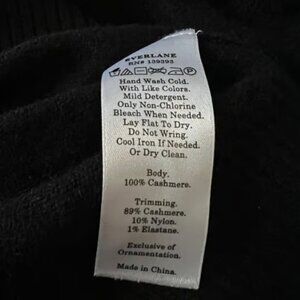 EVERLANE
RN# 139393
Hand Wash Cold.
With Like Colors.
Mild Detergent.
Only Non-Chlorine
Bleach When Needed.
Lay Flat To Dry.
Do Not Wring.
Cool Iron If Needed.
Or Dry Clean.
Body.
100% Cashmere.
Trimming.
89% Cashmere.
10% Nylon.
1% Elastane.
Exclusive of
Ornamentation.
Made in China.